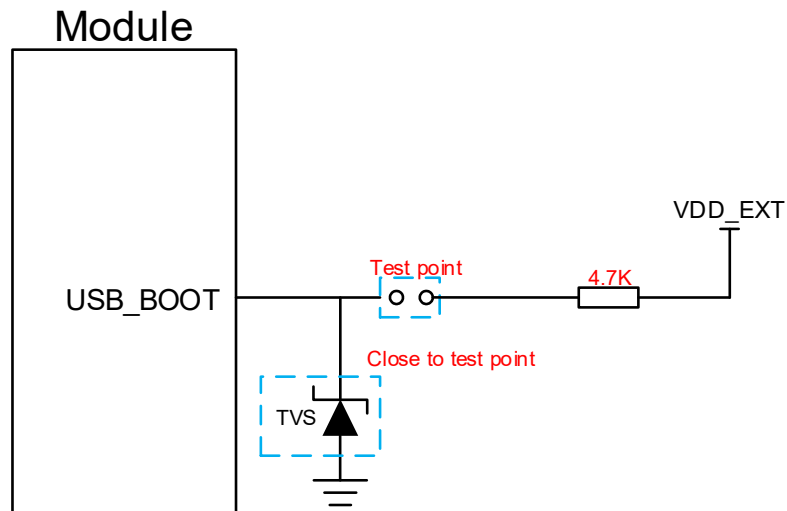 Module
VDD_EXT
Test point
4.7K
USB_BOOT
Close to test point
TVS